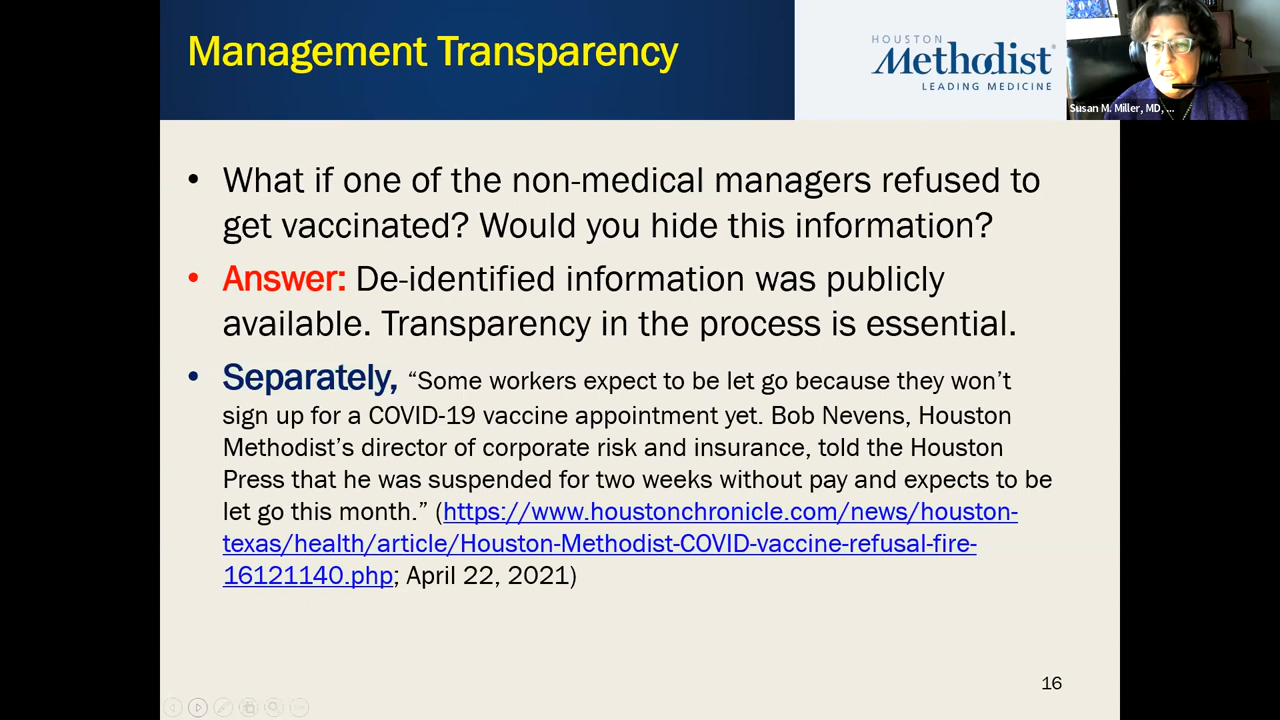 Management Transparency
HOUSTON
Methodist®
LEADING MEDICINE
Susan M. Miller, MD, ...
• What if one of the non-medical managers refused to
get vaccinated? Would you hide this information?
• Answer: De-identified information was publicly
available. Transparency in the process is essential.
• Separately, “Some workers expect to be let go because they won’t
sign up for a COVID-19 vaccine appointment yet. Bob Nevens, Houston
Methodist’s director of corporate risk and insurance, told the Houston
Press that he was suspended for two weeks without pay and expects to be
let go this month.” (https://www.houstonchronicle.com/news/houston-
texas/health/article/Houston-Methodist-COVID-vaccine-refusal-fire-
16121140.php; April 22, 2021)
16